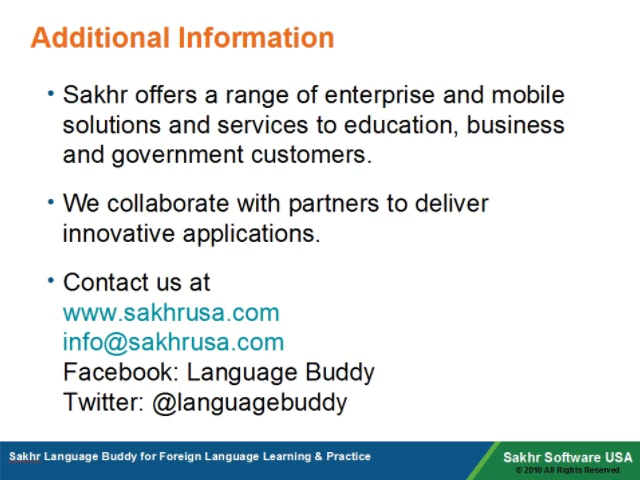 Additional Information
• Sakhr offers a range of enterprise and mobile
solutions and services to education, business
and government customers.
• We collaborate with partners to deliver
innovative applications.
• Contact us at
www.sakhrusa.com
info@sakhrusa.com
Facebook: Language Buddy
Twitter: @languagebuddy
Sakhr Language Buddy for Foreign Language Learning & Practice
Sakhr Software USA
© 2010 All Rights Reserved